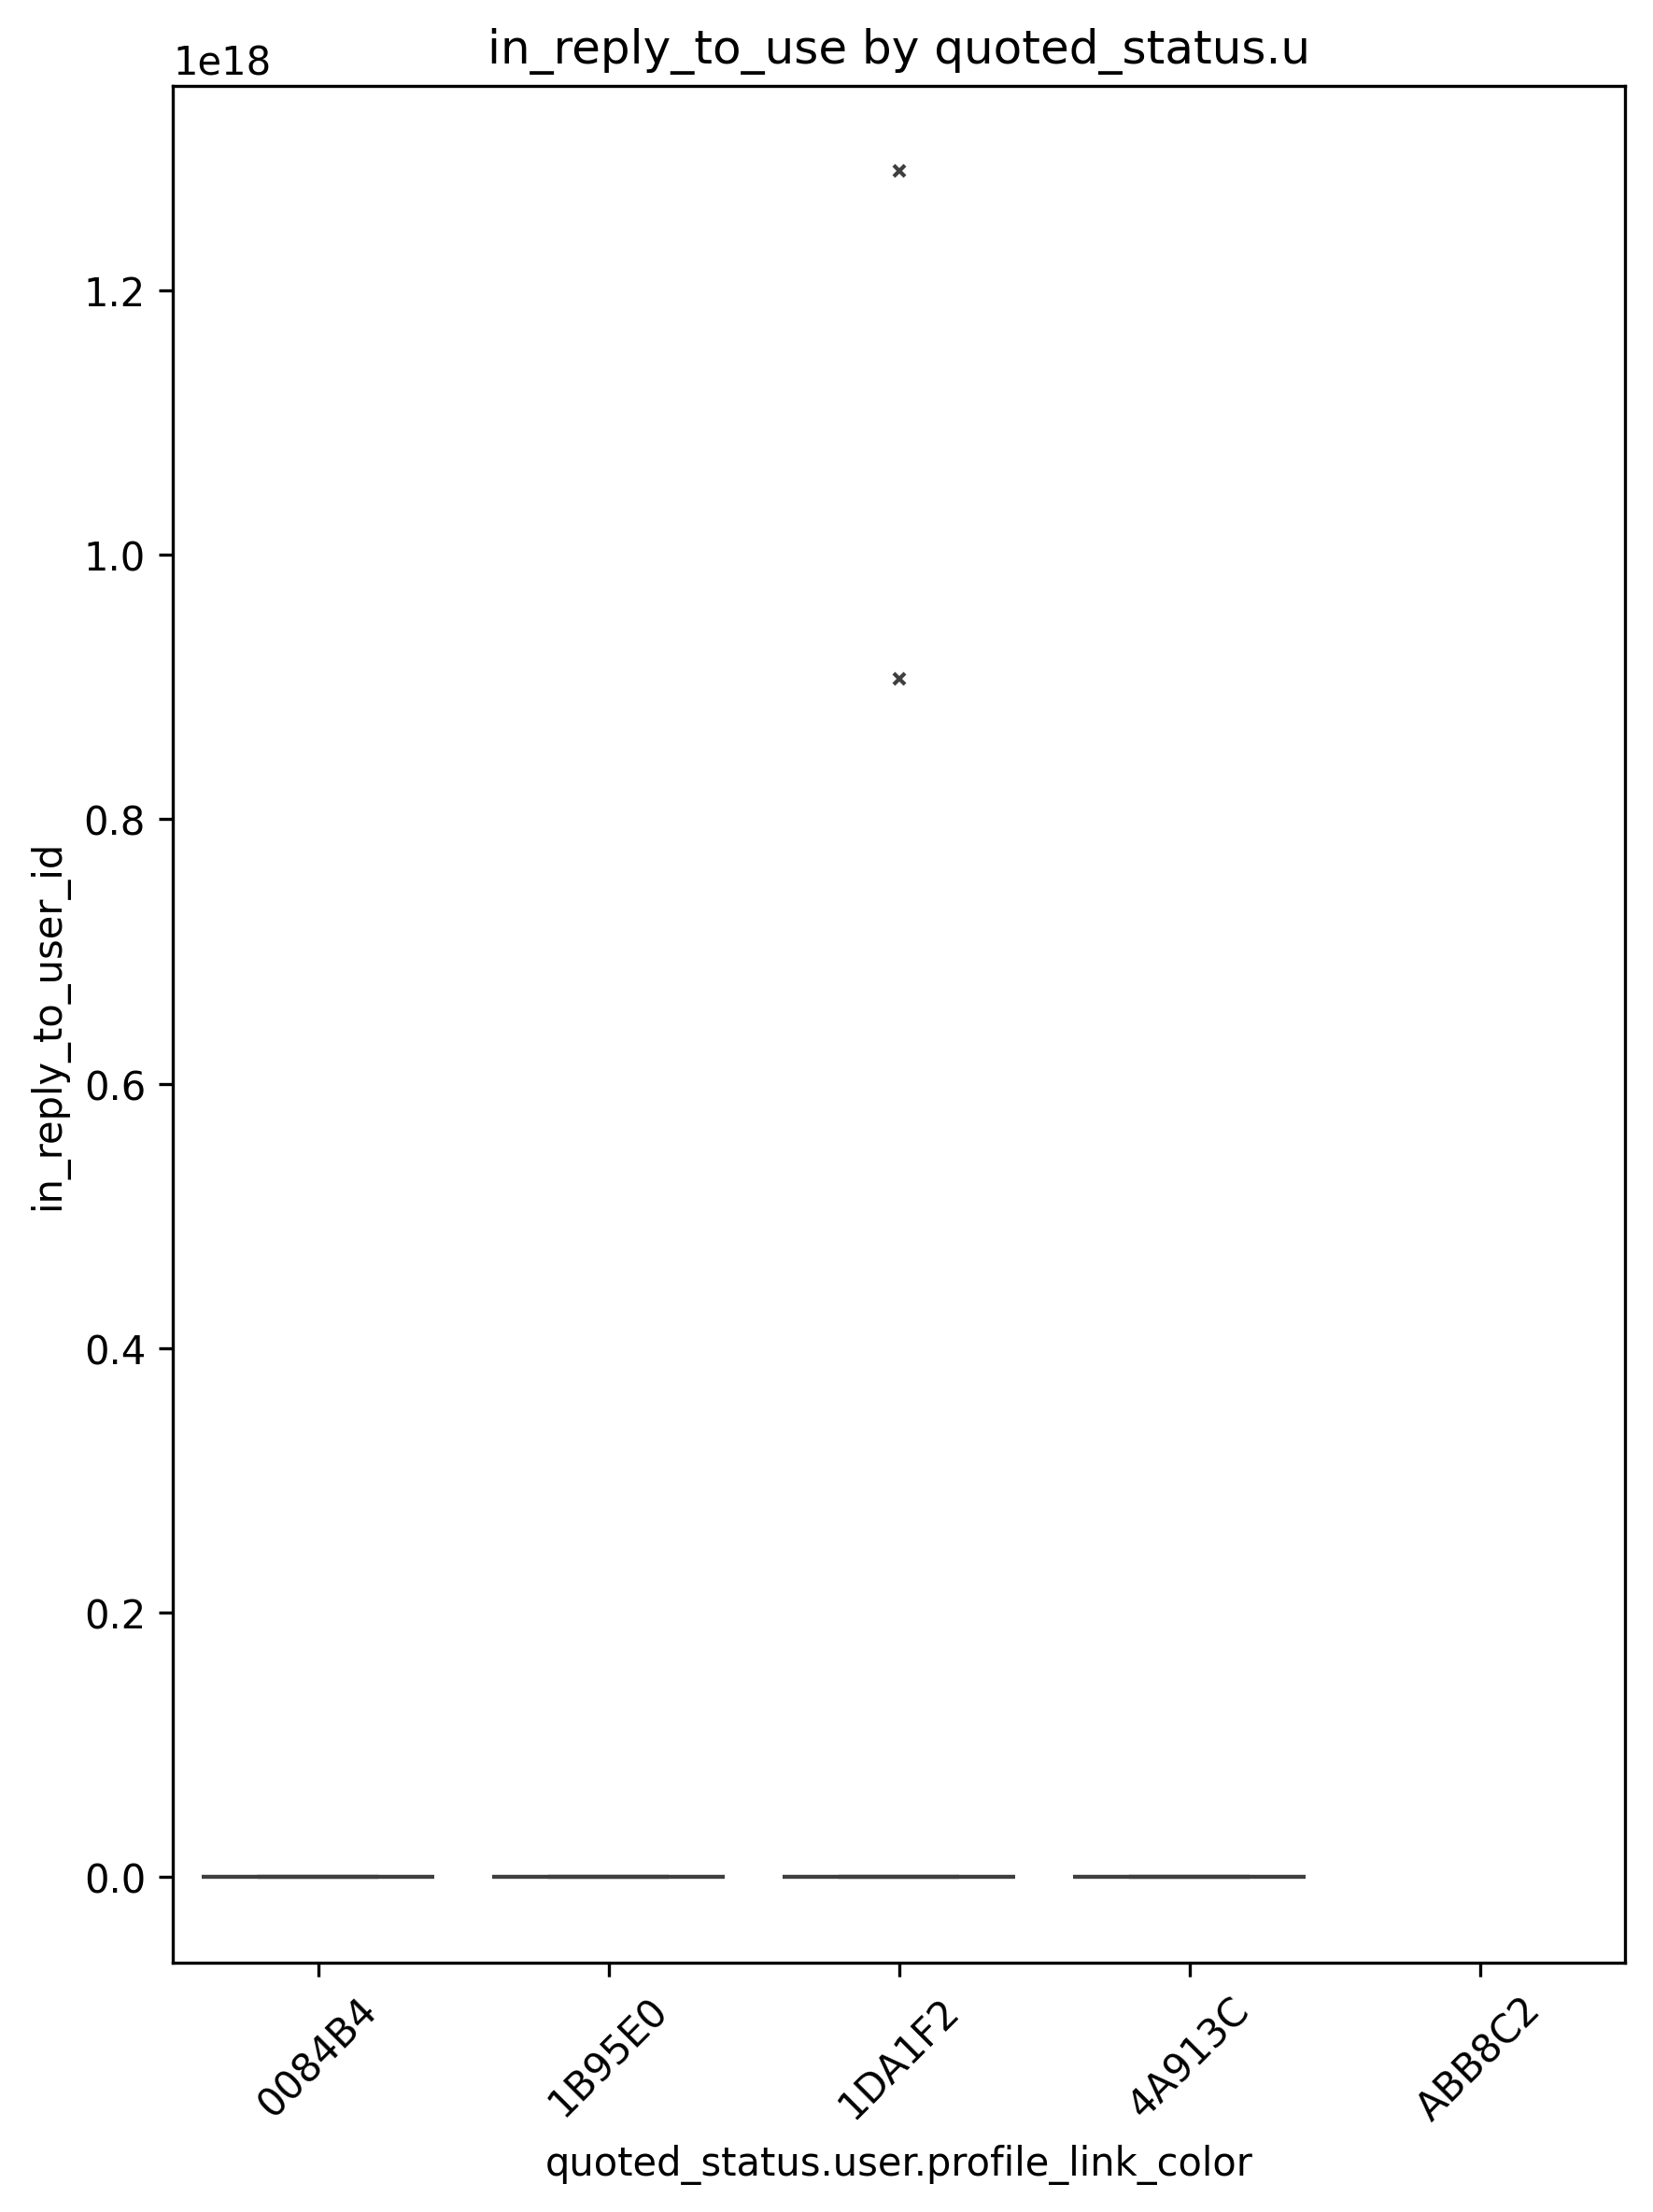 in_reply_to_use by quoted_status.u
1e18
1.2
1.0
0.8
0.6
0.4
0.2
0.0
in_reply_to_user_id
0084B4
1B95E0
1DA1F2
4A913C
ABB8C2
quoted_status.user.profile_link_color